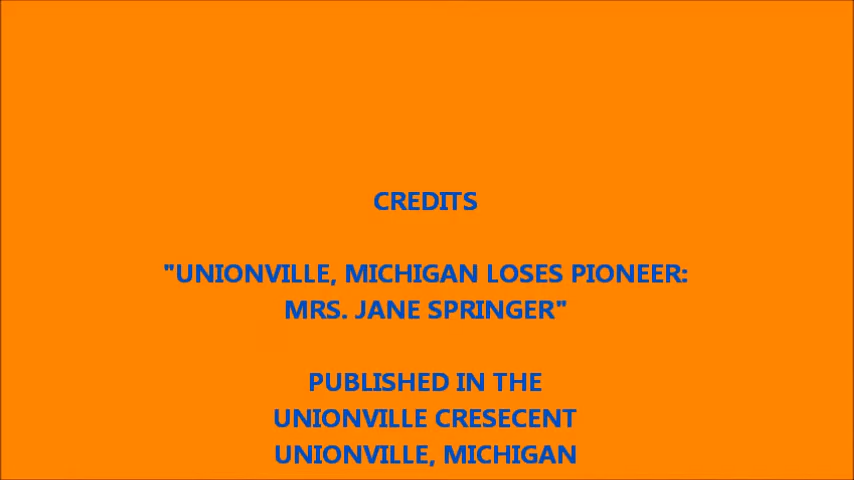 CREDITS
"UNIONVILLE, MICHIGAN LOSES PIONEER:
MRS. JANE SPRINGER"
PUBLISHED IN THE
UNIONVILLE CRESECENT
UNIONVILLE, MICHIGAN